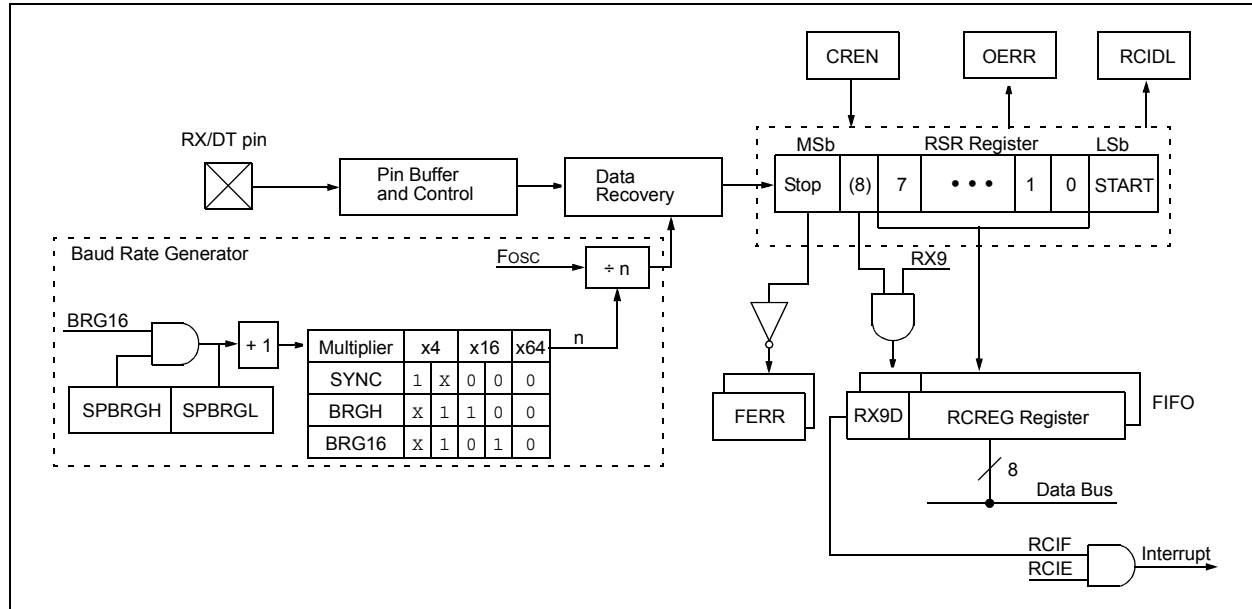 CREN OERR RCIDL
RX/DT pin
MSb RSR Register LSb
Pin Buffer
and Control
Data
Recovery
Stop (8) 7 • • • 1 0 START
Baud Rate Generator
FOSC
÷ n
RX9
BRG16
+ 1
n
Multiplier x4 x16 x64
SYNC 1 X 0 0 0
BRGH X 1 1 0 0
BRG16 X 1 0 1 0
SPBRGH SPBRGL
FERR
RX9D RCREG Register
FIFO
8
Data Bus
RCIF
RCIE
Interrupt